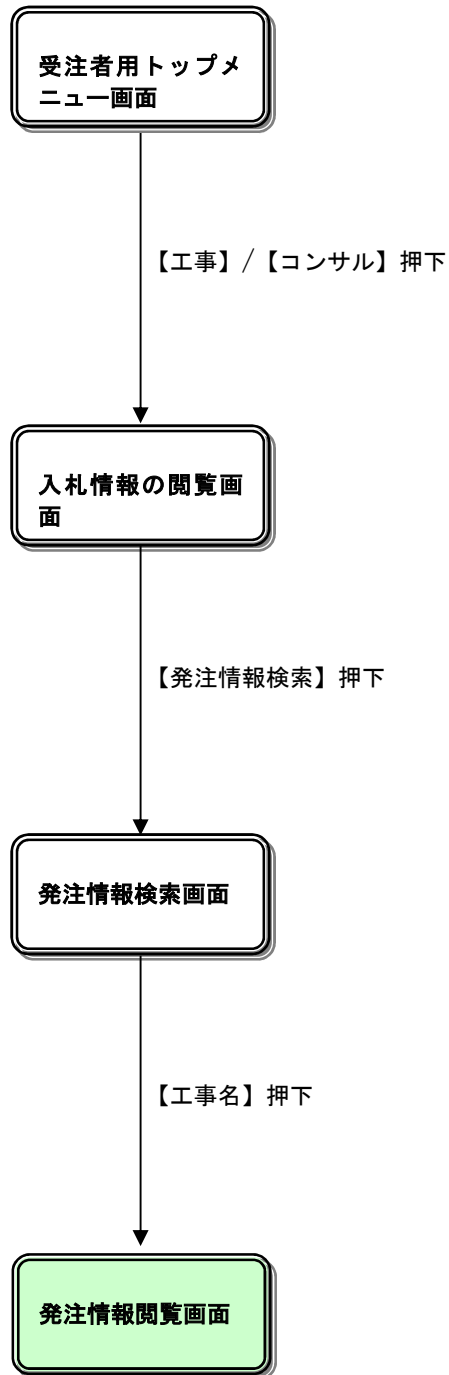 受注者用トップメ
ニュー画面
【工事】/【コンサル】押下
入札情報の閲覧画
面
【発注情報検索】押下
発注情報検索画面
【工事名】押下
発注情報閲覧画面